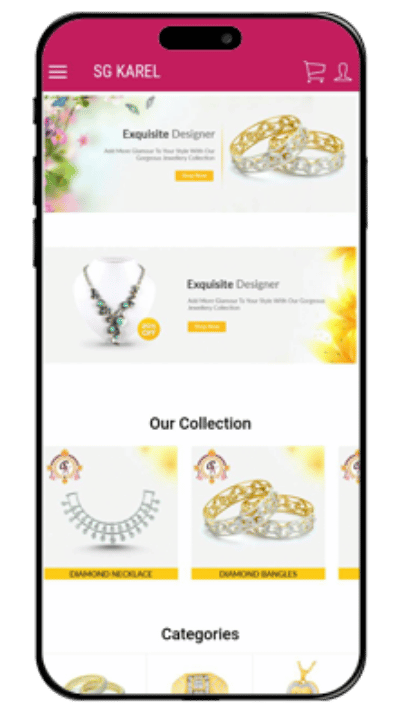 SG KAREL
Exquisite Designer
Add More Glamour To Your Style With Our
Gorgeous Jewellery Collection
Shop Now
Exquisite Designer
Add More Glamour To Your Style With Our Gorgeous
Jewellery Collection
Shop Now
OFF
Our Collection
DIAMOND NECKLACE
DIAMOND BANGLES
Categories